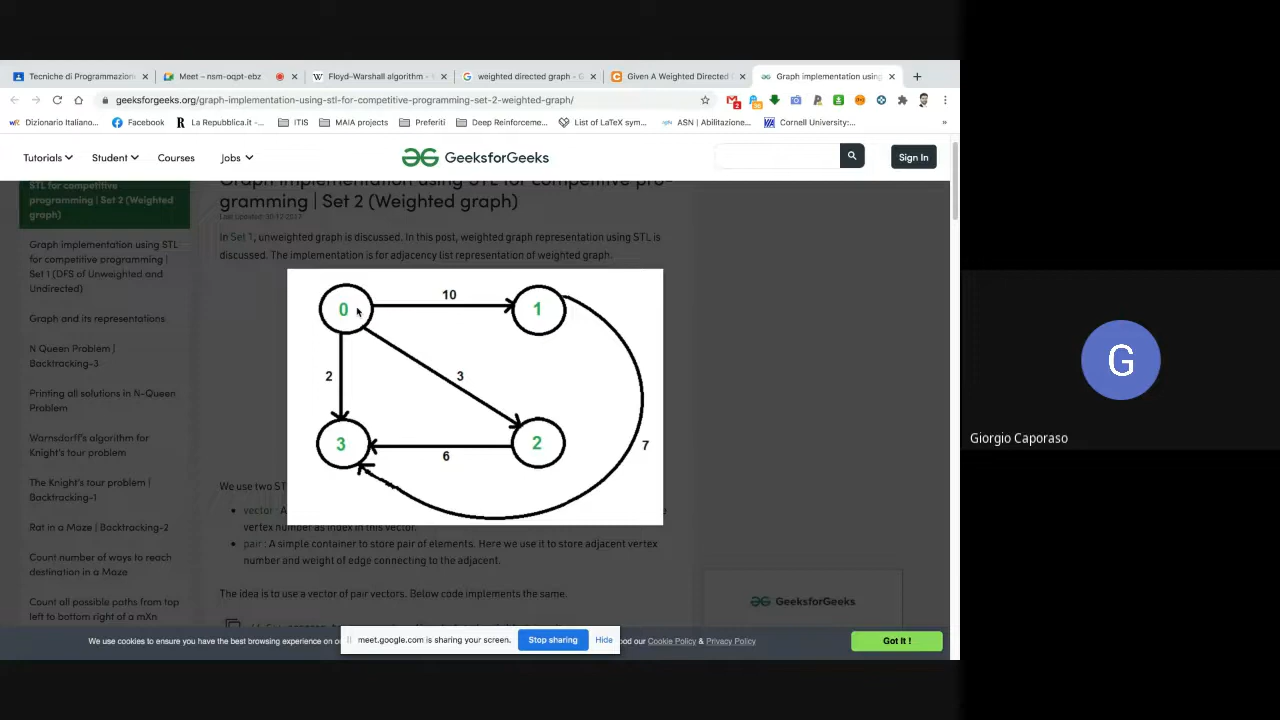 Tecniche di Programmazion
Meet – nsm-oqpt-ebz
Floyd-Warshall algorithm -
weighted directed graph - G
Given A Weighted Directed G
Graph implementation using
geeksforgeeks.org/graph-implementation-using-stl-for-competitive-programming-set-2-weighted-graph/
Dizionario Italiano...
Facebook
La Repubblica.it -...
ITIS
MAIA projects
Preferiti
Deep Reinforceme...
List of LaTeX sym...
ASN | Abilitazione...
Cornell University:...
»
Tutorials
Student
Courses
Jobs
GeeksforGeeks
Sign In
STL for competitive
programming | Set 2 (Weighted
graph)
Graph implementation using STL
for competitive programming |
Set 1 (DFS of Unweighted and
Undirected)
Graph and its representations
N Queen Problem |
Backtracking-3
Printing all solutions in N-Queen
Problem
Warnsdorff's algorithm for
Knight's tour problem
The Knight's tour problem |
Backtracking-1
Rat in a Maze | Backtracking-2
Count number of ways to reach
destination in a Maze
Count all possible paths from top
left to bottom right of a mXn
Graph implementation using STL for competitive pro-
gramming | Set 2 (Weighted graph)
In Set 1, unweighted graph is discussed. In this post, weighted graph representation using STL is
discussed. The implementation is for adjacency list representation of weighted graph.
0
10
1
2
3
3
6
2
7
We use two ST
vector : A
vertex number as index in this vector.
pair : A simple container to store pair of elements. Here we use it to store adjacent vertex
number and weight of edge connecting to the adjacent.
The idea is to use a vector of pair vectors. Below code implements the same.
GeeksforGeeks
We use cookies to ensure you have the best browsing experience on o
meet.google.com is sharing your screen.
Stop sharing
Hide
ood our Cookie Policy & Privacy Policy
Got It !
G
Giorgio Caporaso